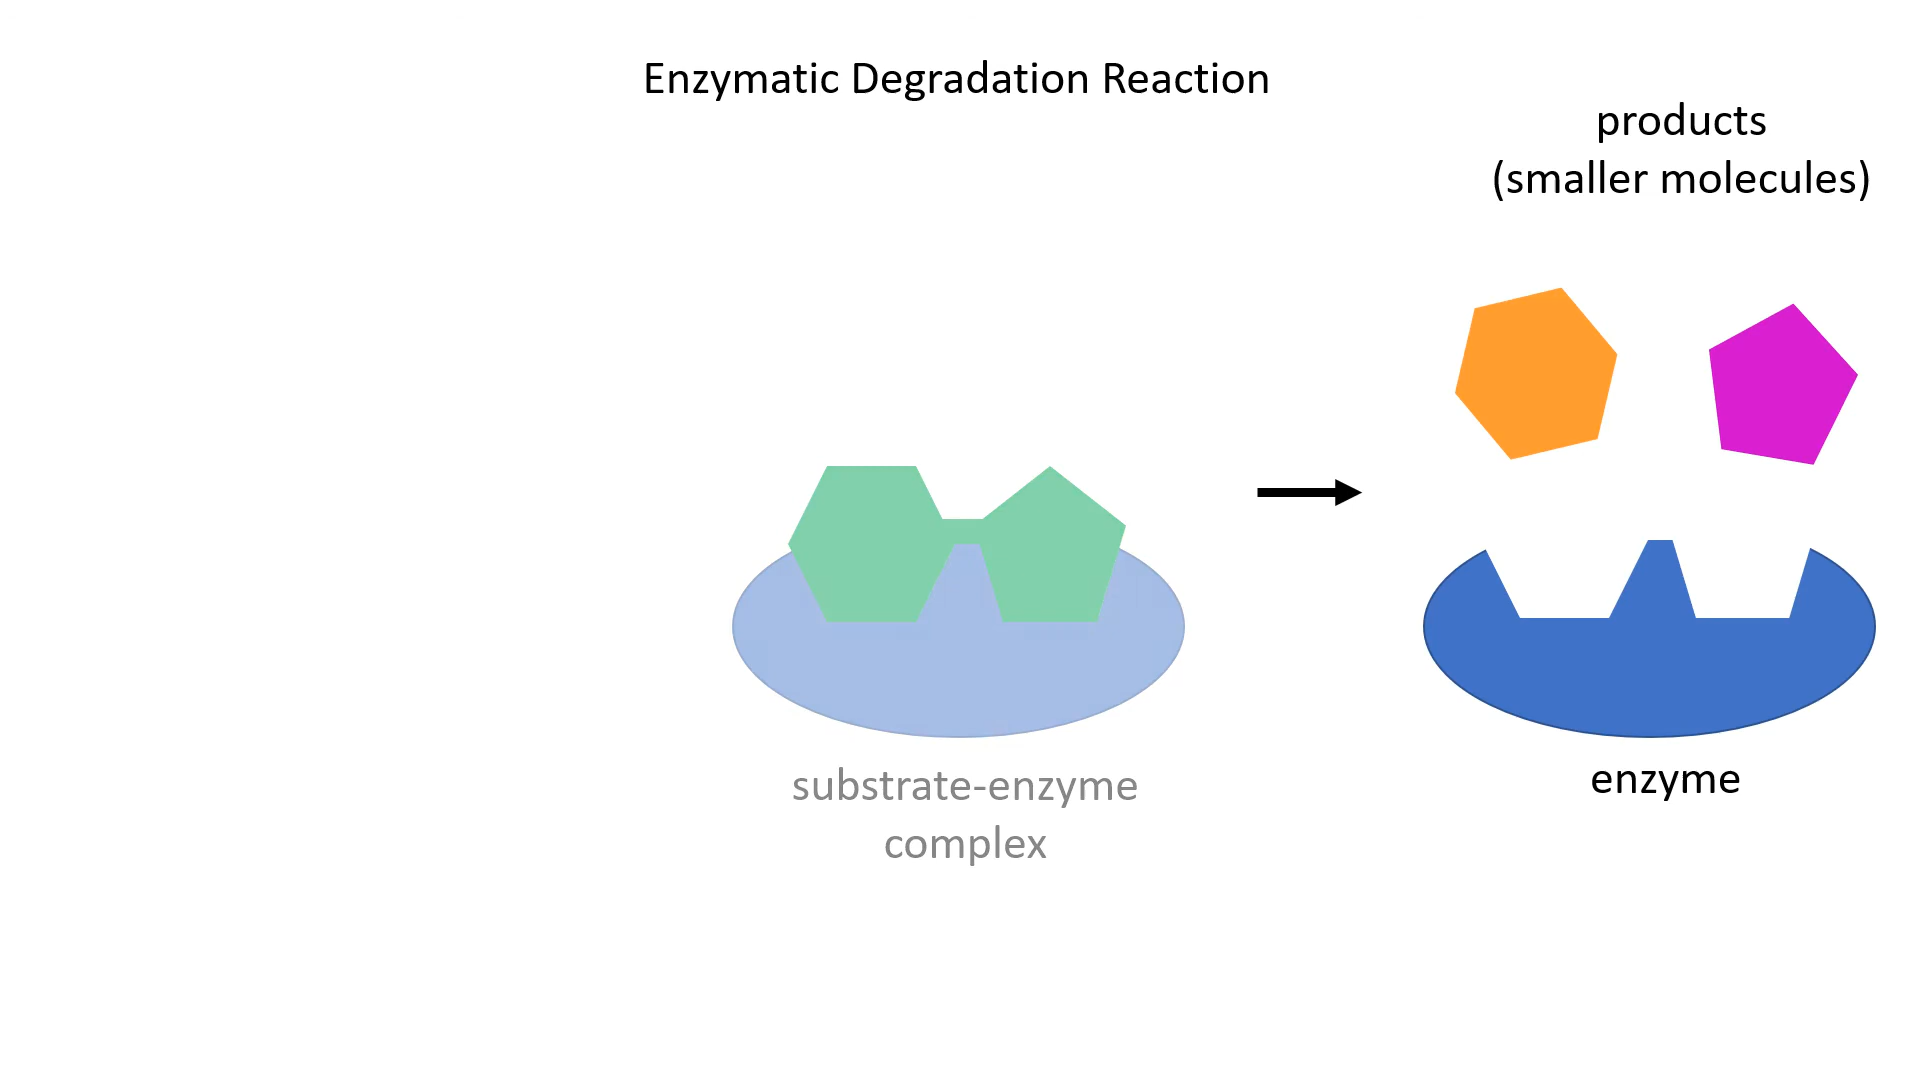 Enzymatic Degradation Reaction
products
(smaller molecules)
substrate-enzyme
complex
enzyme